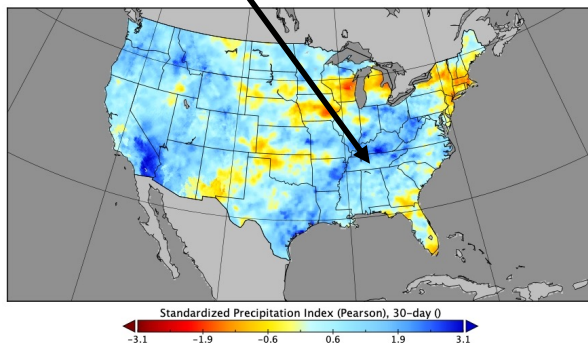 Standardized Precipitation Index (Pearson), 30-day ()
-3.1 -1.9 -0.6 0.6 1.9 3.1